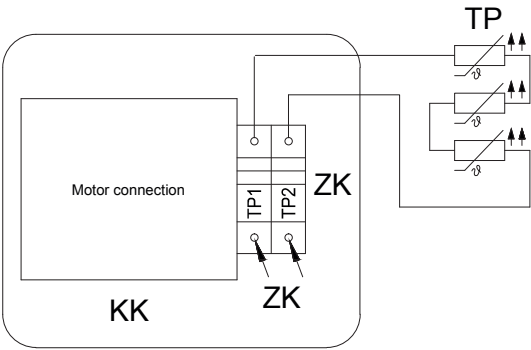 TP
ϑ
ϑ
ϑ
Motor connection
TP1
TP2
ZK
ZK
KK